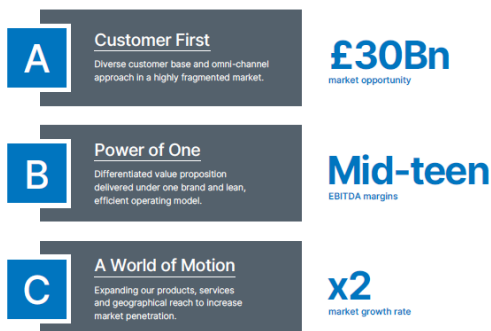 A
Customer First
Diverse customer base and omni-channel
approach in a highly fragmented market.
£30Bn
market opportunity
B
Power of One
Differentiated value proposition
delivered under one brand and lean,
efficient operating model.
Mid-teen
EBITDA margins
C
A World of Motion
Expanding our products, services
and geographical reach to increase
market penetration.
x2
market growth rate